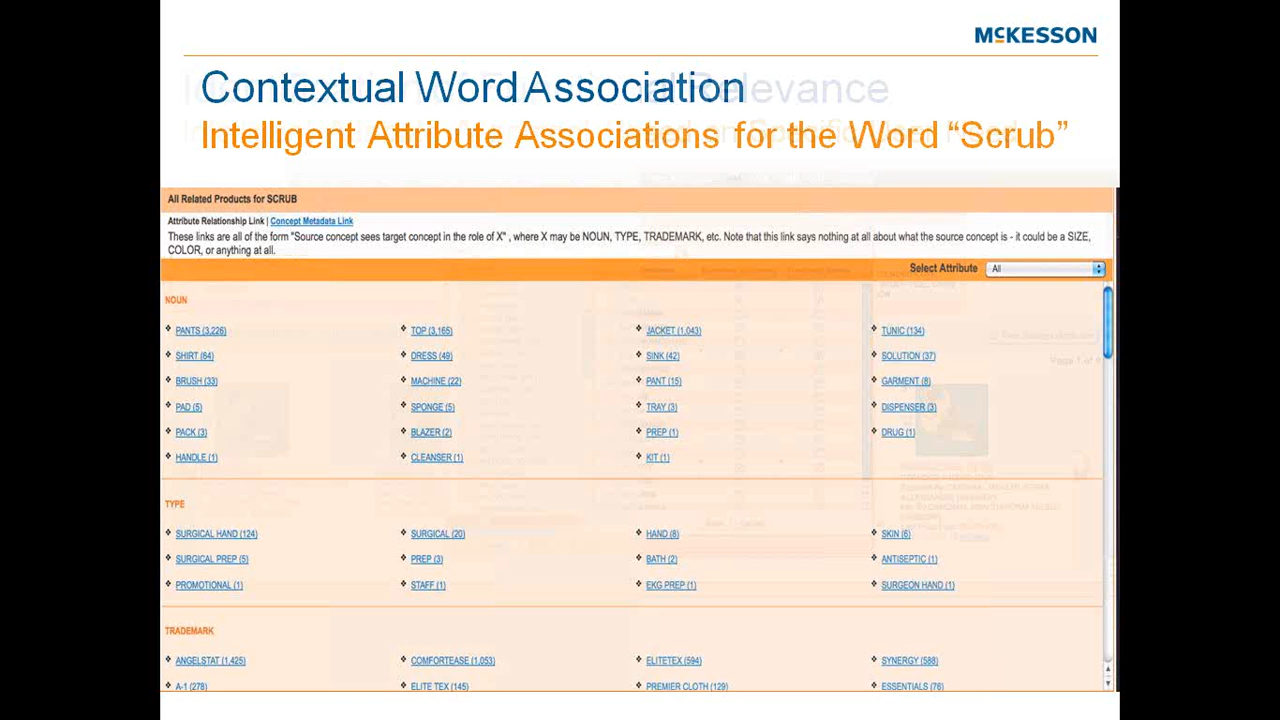 McKESSON
Contextual Word Association
Relevance
Intelligent Attribute Associations for the Word “Scrub”
All Related Products for SCRUB
Attribute Relationship Link | Concept Metadata Link
These links are all of the form "Source concept sees target concept in the role of X" , where X may be NOUN, TYPE, TRADEMARK, etc. Note that this link says nothing at all about what the source concept is - it could be a SIZE,
COLOR, or anything at all.
Select Attribute All
NOUN
PANTS (3,226) TOP (3,165) JACKET (1,043) TUNIC (134)
SHIRT (64) DRESS (49) SINK (42) SOLUTION (37)
BRUSH (33) MACHINE (22) PANT (15) GARMENT (8)
PAD (5) SPONGE (5) TRAY (3) DISPENSER (3)
PACK (3) BLAZER (2) PREP (1) DRUG (1)
HANDLE (1) CLEANSER (1) KIT (1)
TYPE
SURGICAL HAND (124) SURGICAL (20) HAND (8) SKIN (6)
SURGICAL PREP (5) PREP (3) BATH (2) ANTISEPTIC (1)
PROMOTIONAL (1) STAFF (1) EKG PREP (1) SURGEON HAND (1)
TRADEMARK
ANGELSTAT (1,425) COMFORTEASE (1,053) ELITETEX (594) SYNERGY (588)
A-1 (278) ELITE TEX (145) PREMIER CLOTH (129) ESSENTIALS (76)